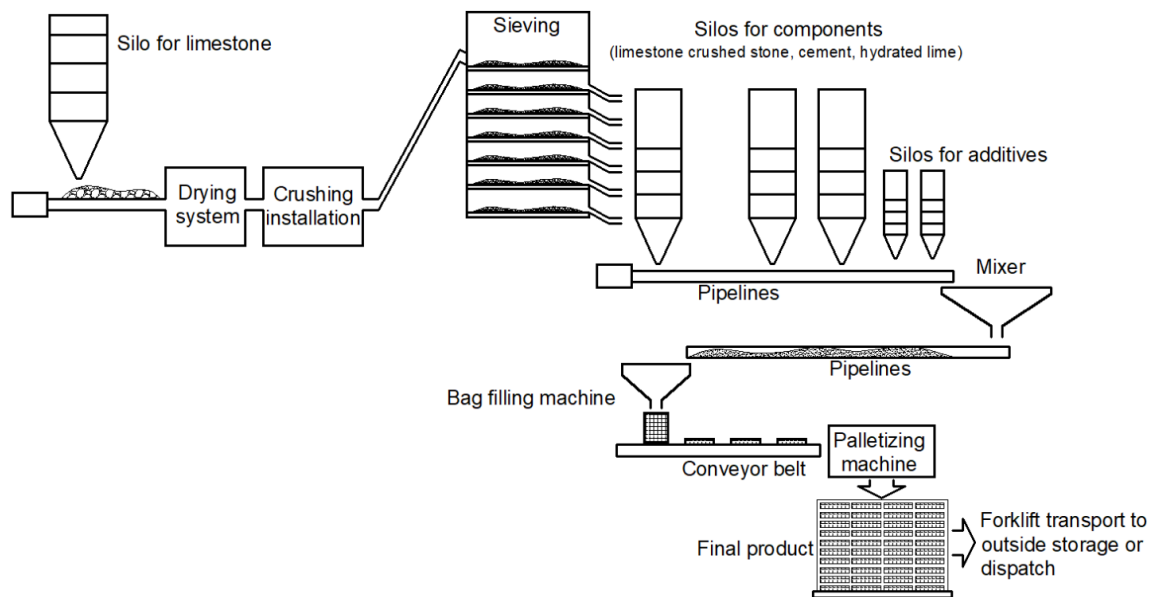 Silo for limestone
Sieving
Silos for components
(limestone crushed stone, cement, hydrated lime)
Drying
system
Crushing
installation
Silos for additives
Pipelines
Mixer
Pipelines
Bag filling machine
Conveyor belt
Palletizing
machine
Final product
Forklift transport to
outside storage or
dispatch